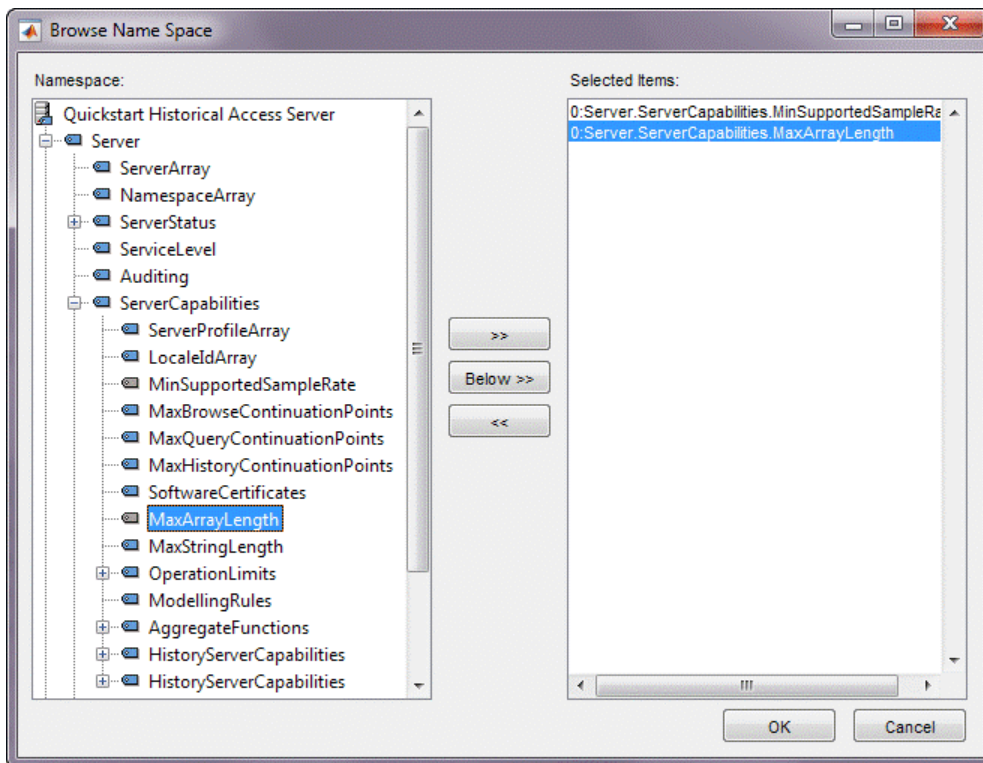 Browse Name Space
Namespace:
Quickstart Historical Access Server
Server
ServerArray
NamespaceArray
ServerStatus
ServiceLevel
Auditing
ServerCapabilities
ServerProfileArray
LocaleIdArray
MinSupportedSampleRate
MaxBrowseContinuationPoints
MaxQueryContinuationPoints
MaxHistoryContinuationPoints
SoftwareCertificates
MaxArrayLength
MaxStringLength
OperationLimits
ModellingRules
AggregateFunctions
HistoryServerCapabilities
HistoryServerCapabilities
>>
Below >>
<<
Selected Items:
0:Server.ServerCapabilities.MinSupportedSampleRa
0:Server.ServerCapabilities.MaxArrayLength
OK
Cancel